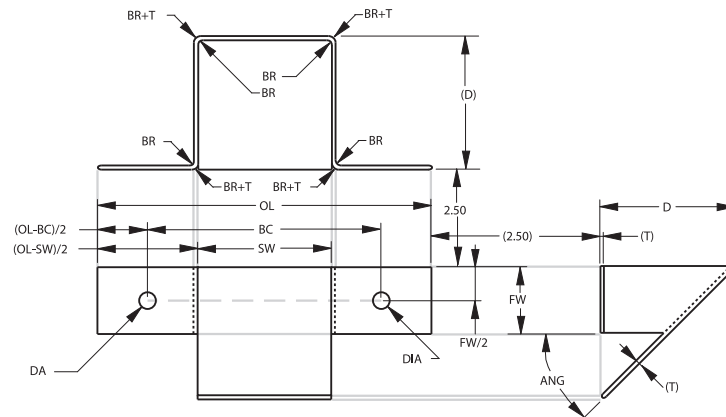 BR+T
BR+T
BR
BR
(D)
BR
BR
BR+T
BR+T
OL
2.50
(OL-BC)/2
BC
(2.50)
D
(T)
(OL-SW)/2
SW
FW
FW/2
DA
DIA
ANG
(T)